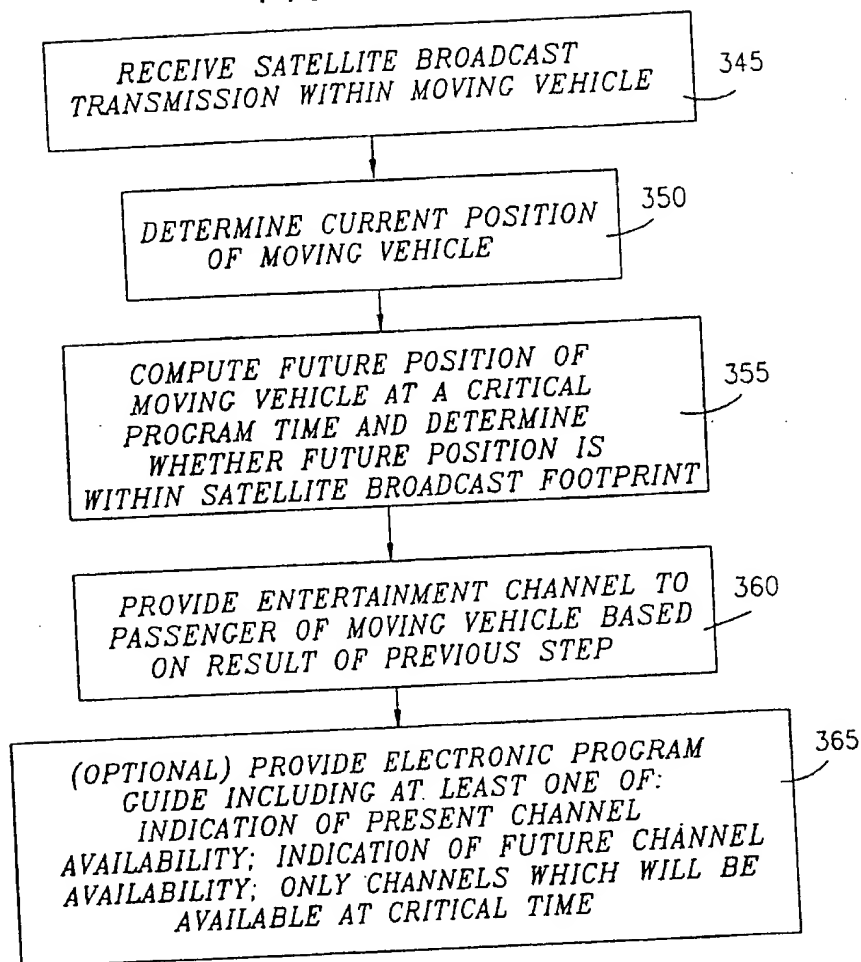 RECEIVE SATELLITE BROADCAST
TRANSMISSION WITHIN MOVING VEHICLE
345
DETERMINE CURRENT POSITION
OF MOVING VEHICLE
350
COMPUTE FUTURE POSITION OF
MOVING VEHICLE AT A CRITICAL
PROGRAM TIME AND DETERMINE
WHETHER FUTURE POSITION IS
WITHIN SATELLITE BROADCAST FOOTPRINT
355
PROVIDE ENTERTAINMENT CHANNEL TO
PASSENGER OF MOVING VEHICLE BASED
ON RESULT OF PREVIOUS STEP
360
(OPTIONAL) PROVIDE ELECTRONIC PROGRAM
GUIDE INCLUDING AT LEAST ONE OF:
INDICATION OF PRESENT CHANNEL
AVAILABILITY; INDICATION OF FUTURE CHANNEL
AVAILABILITY; ONLY CHANNELS WHICH WILL BE
AVAILABLE AT CRITICAL TIME
365